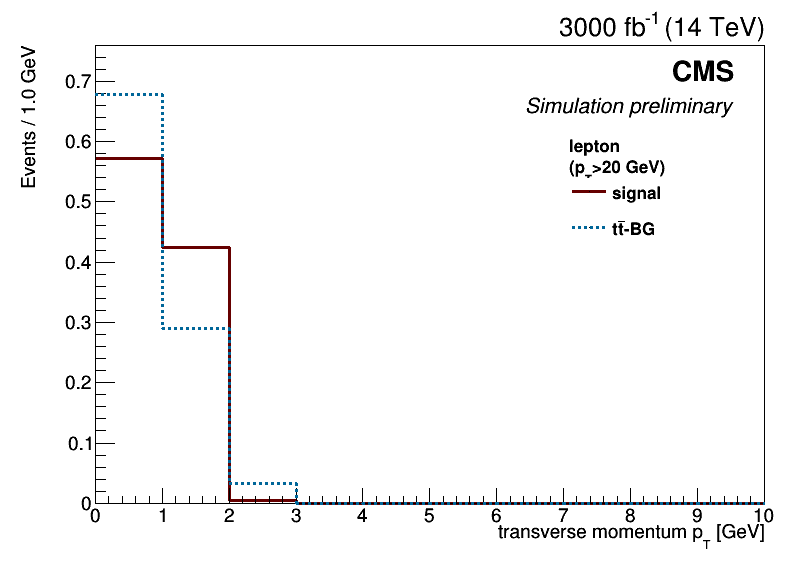 3000 fb-1 (14 TeV)
Events / 1.0 GeV
CMS
Simulation preliminary
lepton
(pT>20 GeV)
signal
tt̄-BG
0.7
0.6
0.5
0.4
0.3
0.2
0.1
0
0 1 2 3 4 5 6 7 8 9 10
transverse momentum pT [GeV]